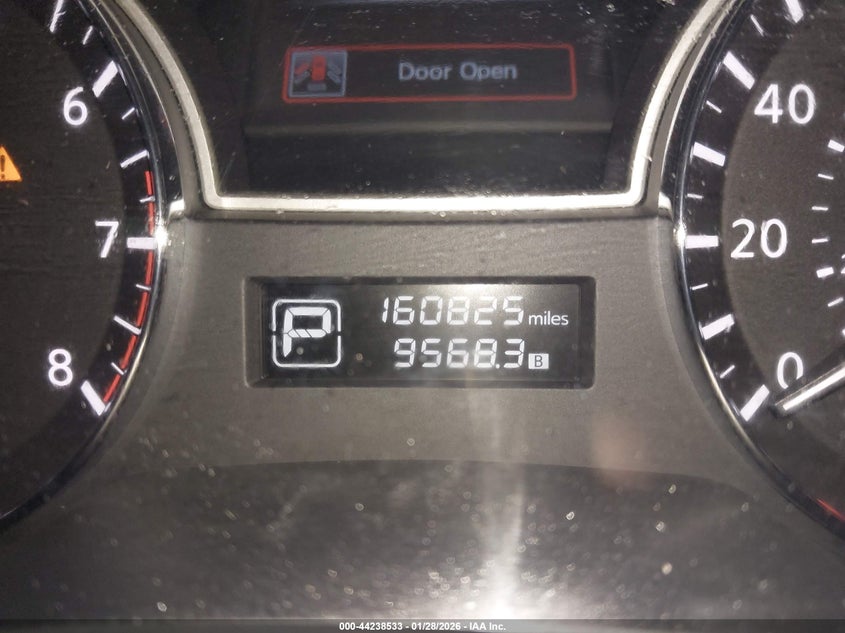 Door Open
6
7
8
40
20
0
P
160825 miles
9568.3 B
000-44238533 - 01/28/2026 - IAA Inc.